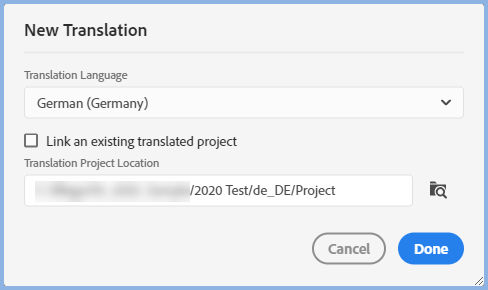 New Translation
Translation Language
German (Germany)
Link an existing translated project
Translation Project Location
/2020 Test/de_DE/Project
Cancel
Done